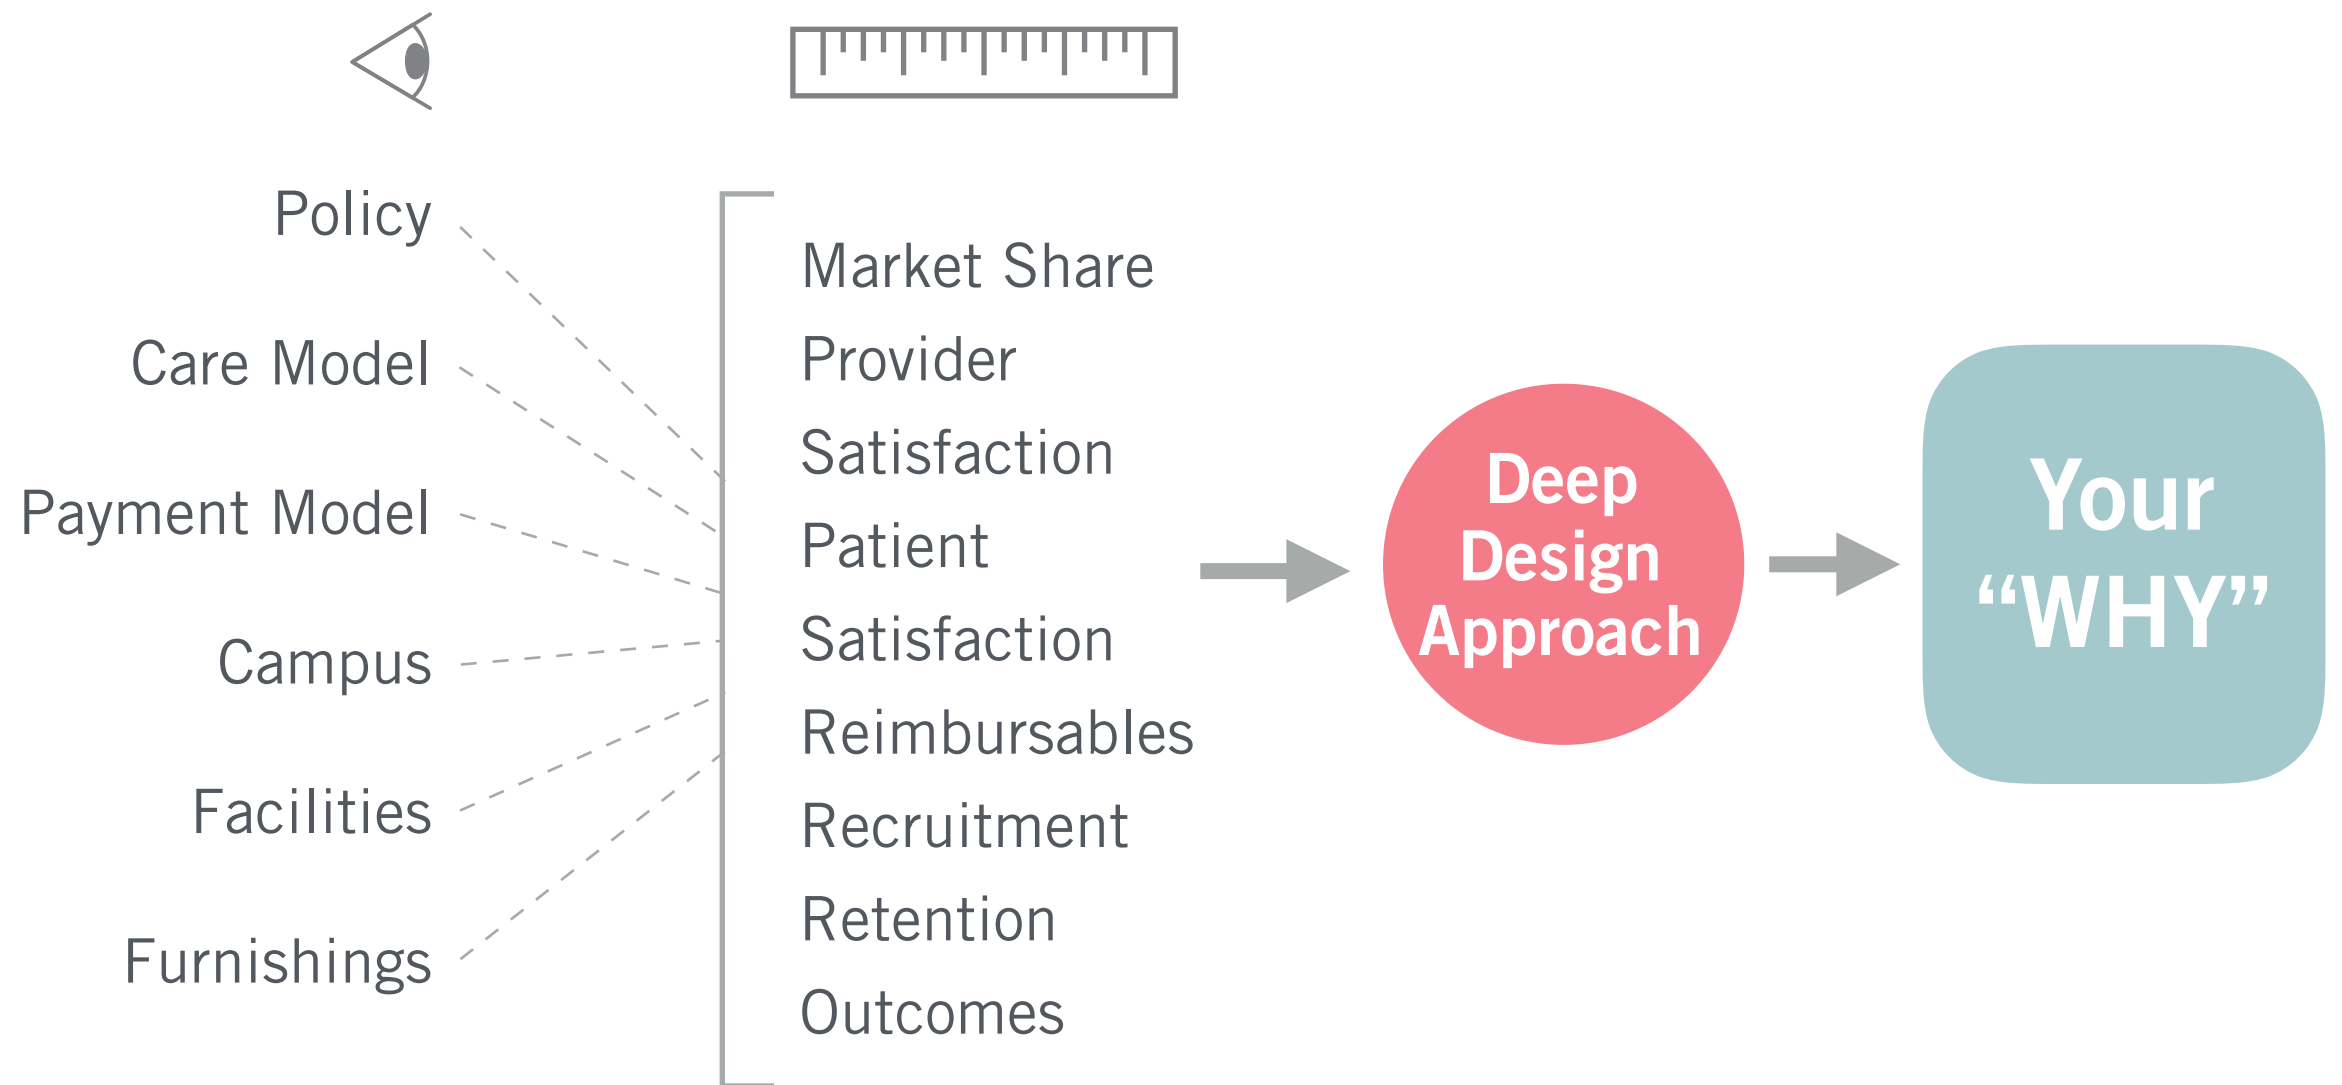 Policy
Care Model
Payment Model
Campus
Facilities
Furnishings
Market Share
Provider
Satisfaction
Patient
Satisfaction
Reimbursables
Recruitment
Retention
Outcomes
Deep
Design
Approach
Your
“WHY”